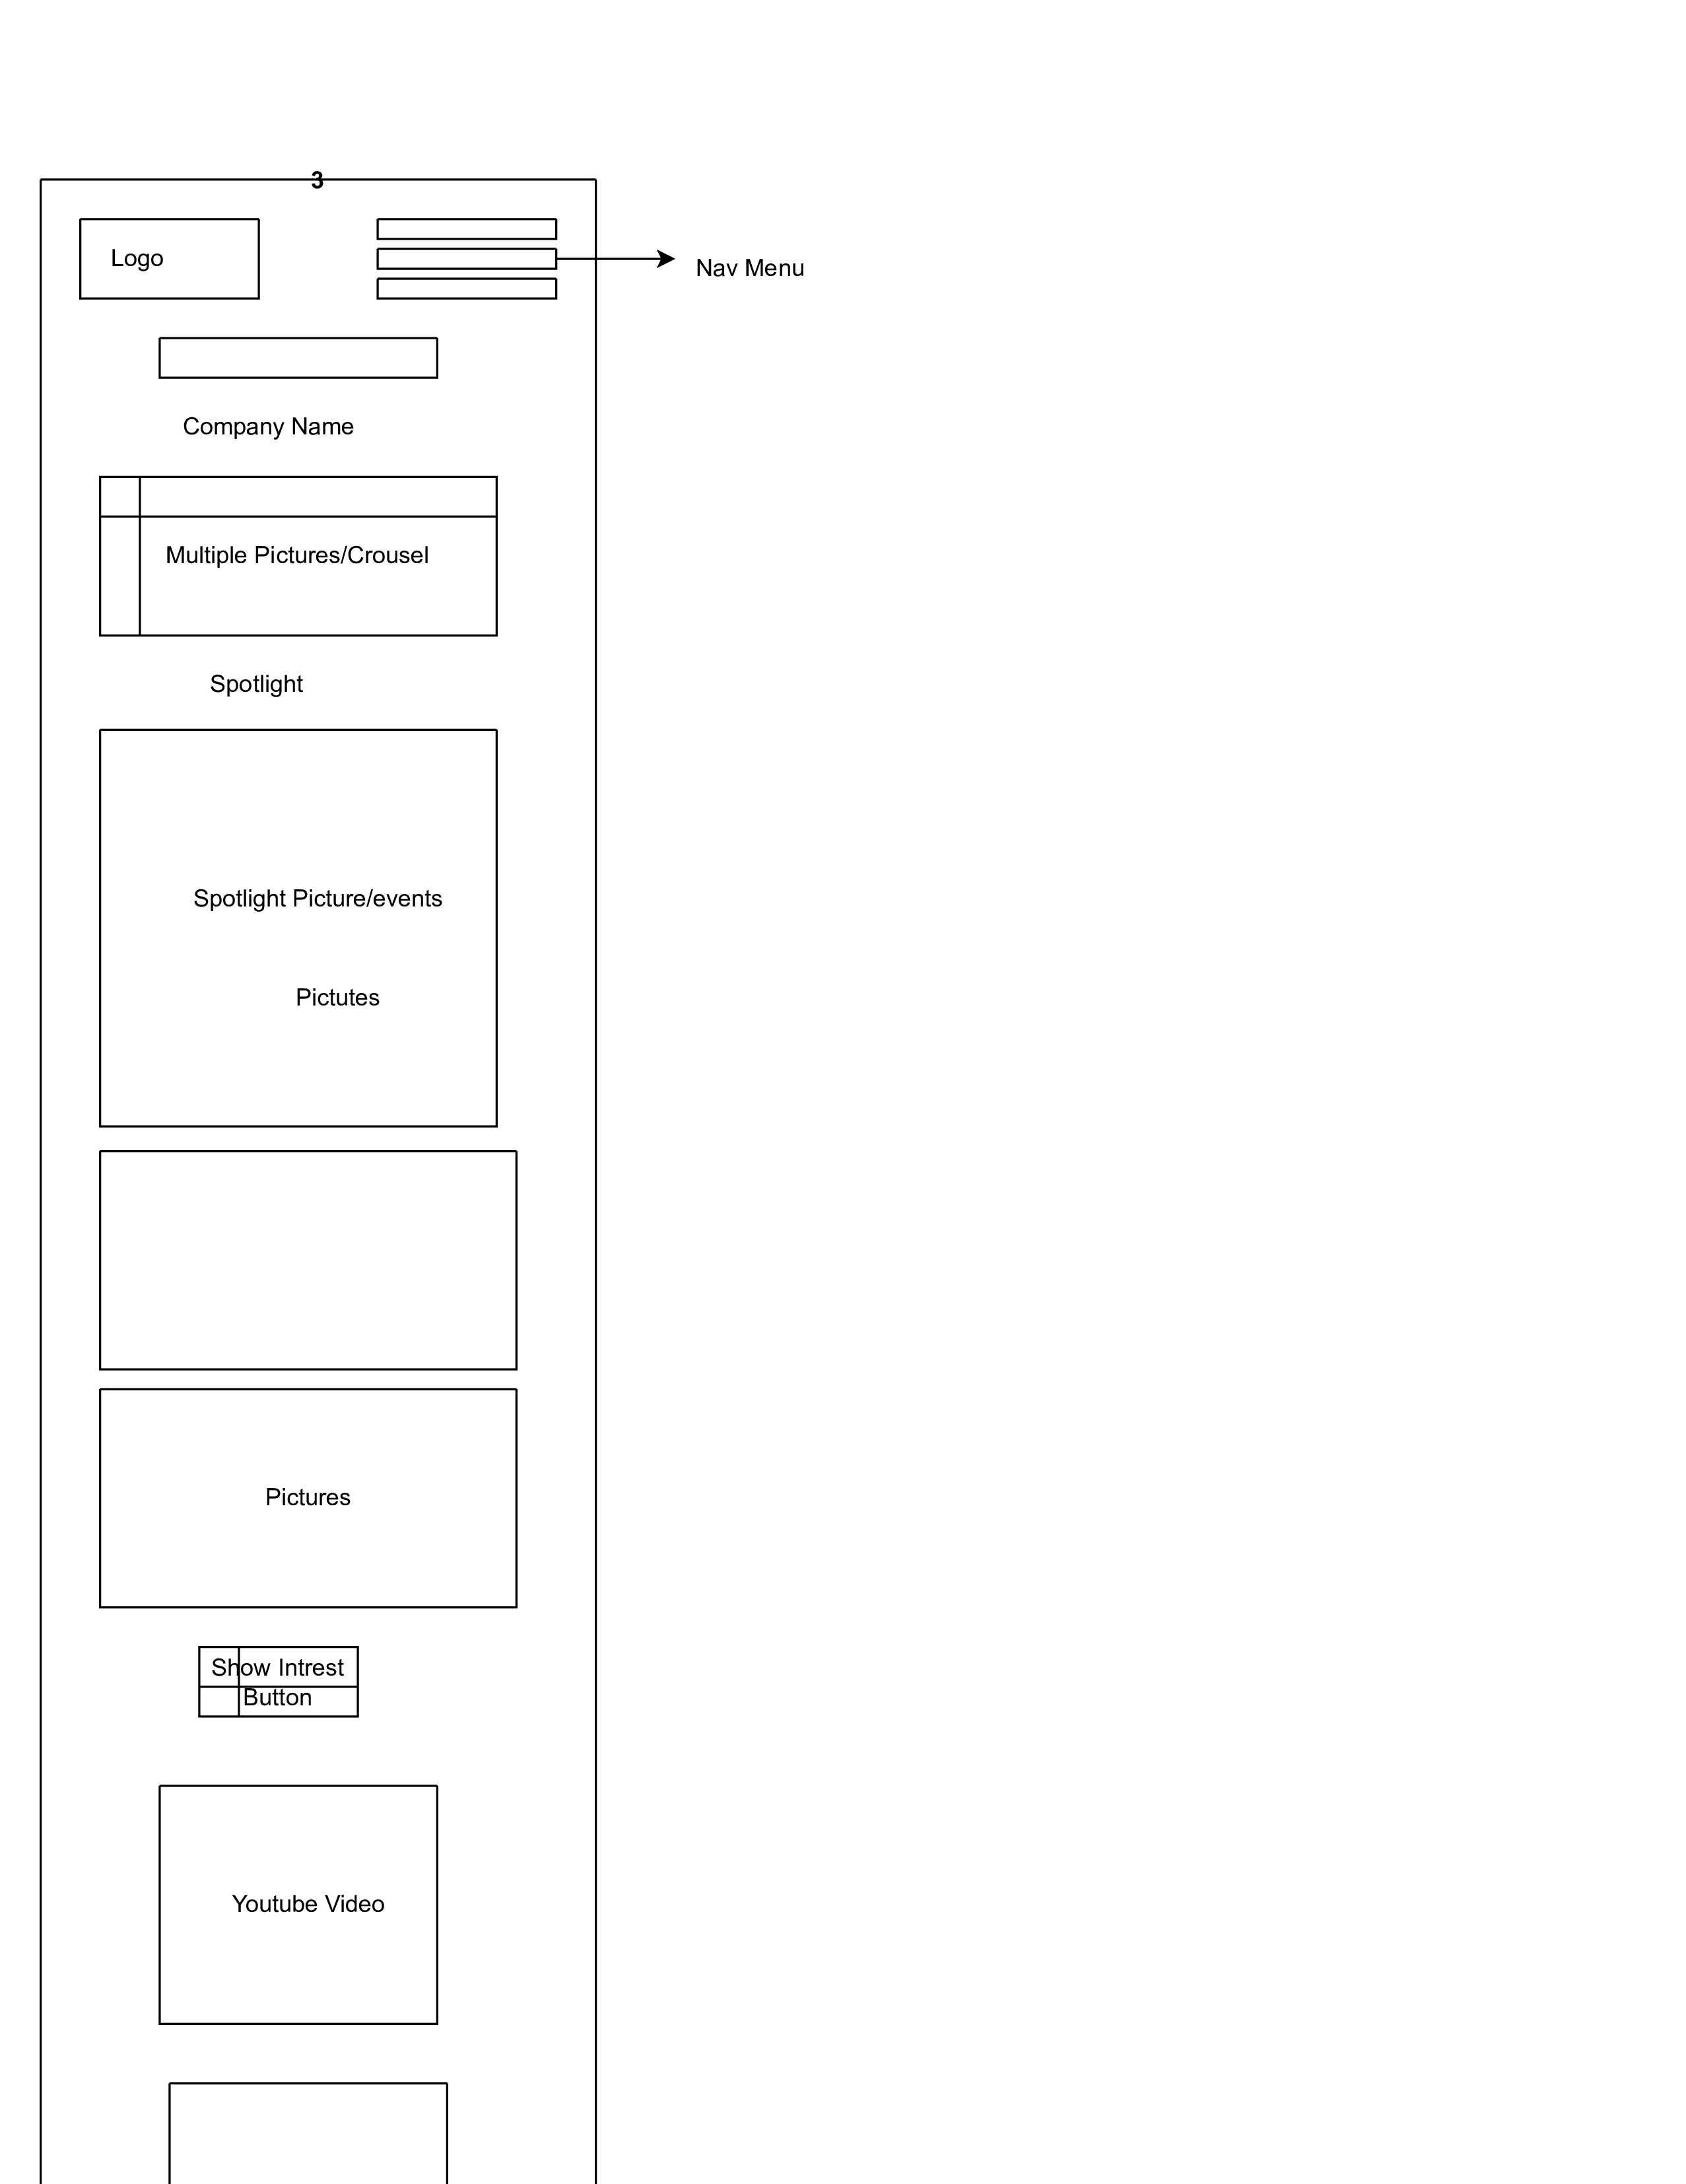 3
Logo
Nav Menu
Company Name
Multiple Pictures/Crousel
Spotlight
Spotlight Picture/events
Pictutes
Pictures
Show Intrest
Button
Youtube Video